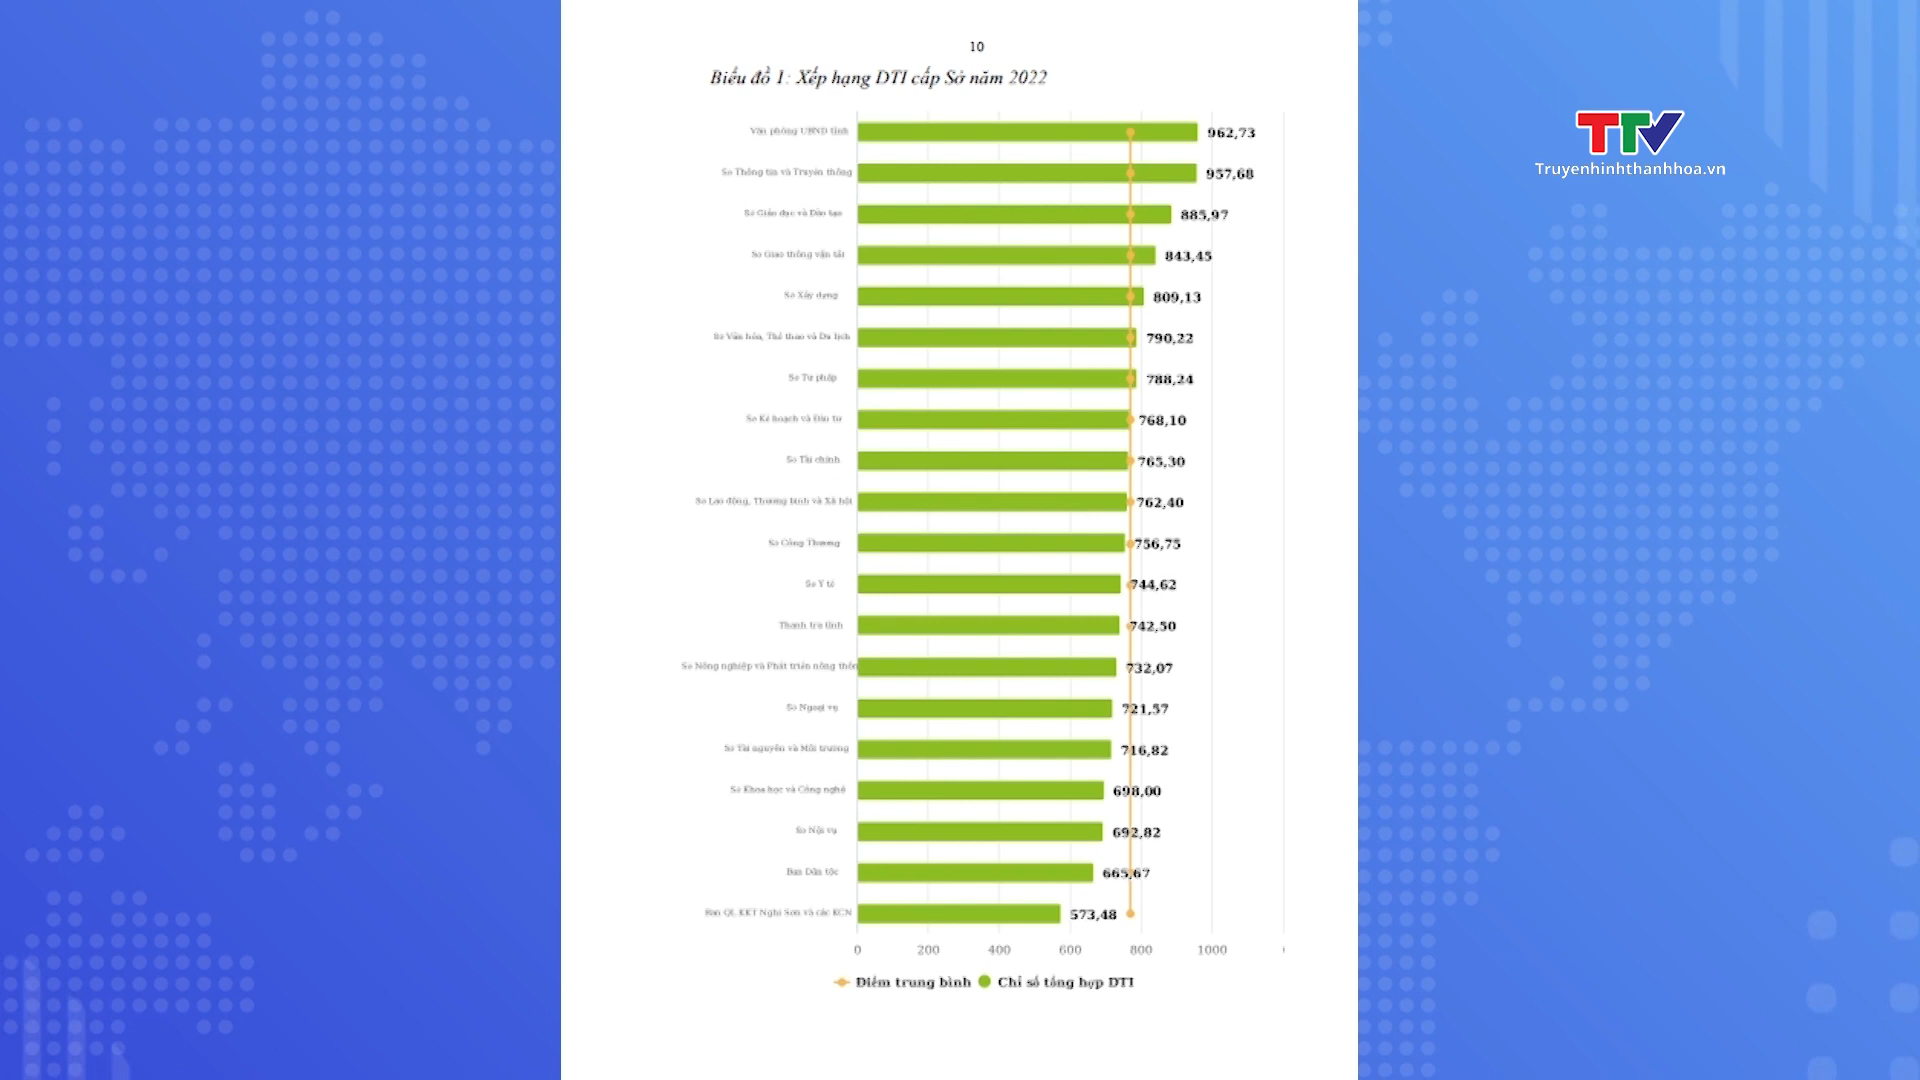 10
Biểu đồ 1: Xếp hạng DTI cấp Sở năm 2022
Văn phòng UBND tỉnh 962,73
Sở Thông tin và Truyền thông 957,68
Sở Giáo dục và Đào tạo 885,97
Sở Giao thông vận tải 843,45
Sở Xây dựng 809,13
Sở Văn hóa, Thể thao và Du lịch 790,22
Sở Tư pháp 788,24
Sở Kế hoạch và Đầu tư 768,10
Sở Tài chính 765,30
Sở Lao động, Thương binh và Xã hội 762,40
Sở Công Thương 756,75
Sở Y tế 744,62
Thanh tra tỉnh 742,50
Sở Nông nghiệp và Phát triển nông thôn 732,07
Sở Ngoại vụ 721,57
Sở Tài nguyên và Môi trường 716,82
Sở Khoa học và Công nghệ 698,00
Sở Nội vụ 692,82
Ban Dân tộc 665,67
Ban QL KKT Nghi Sơn và các KCN 573,48
0 200 400 600 800 1000
Điểm trung bình Chỉ số tổng hợp DTI
TTV
Truyenhinhthanhhoa.vn